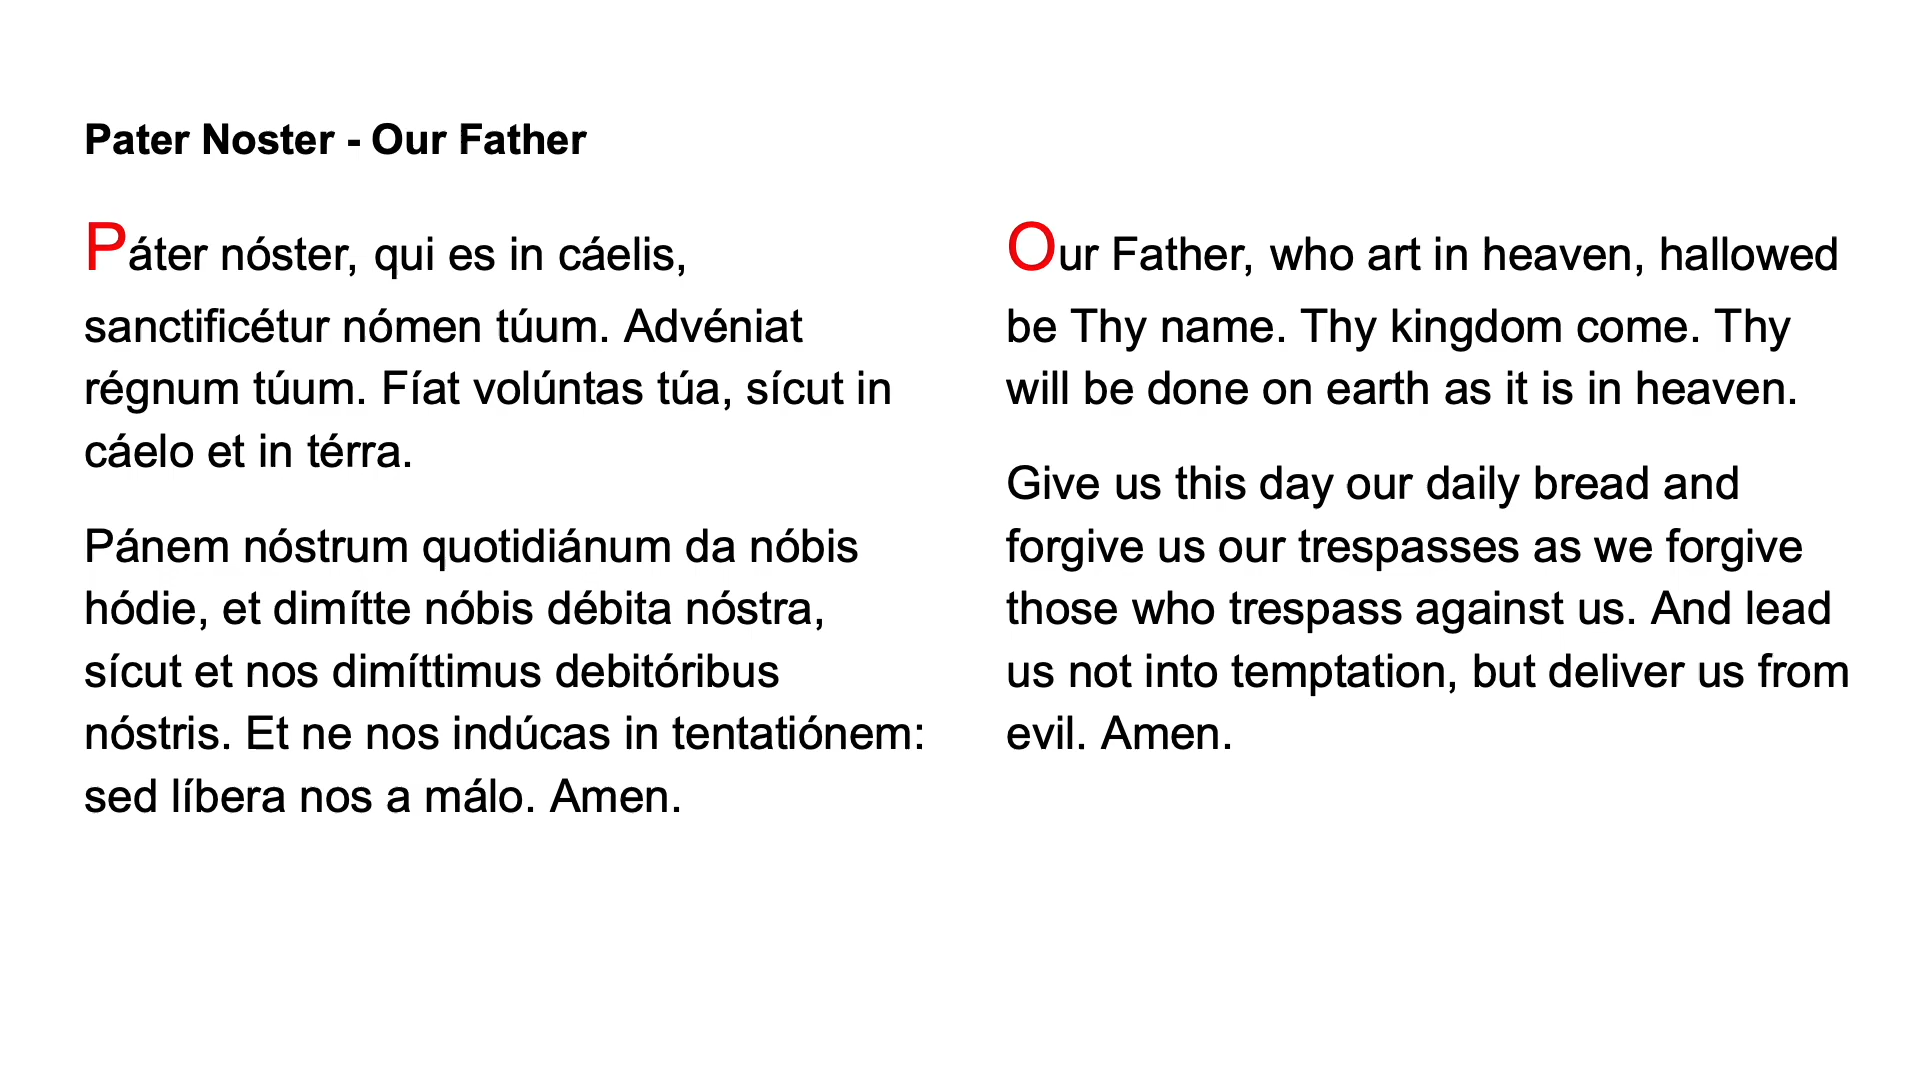 Pater Noster - Our Father
Páter nóster, qui es in cáelis,
sanctificétur nómen túum. Advéniat
régnum túum. Fíat volúntas túa, sícut in
cáelo et in térra.
Pánem nóstrum quotidiánum da nóbis
hódie, et dimítte nóbis débita nóstra,
sícut et nos dimíttimus debitóribus
nóstris. Et ne nos indúcas in tentatiónem:
sed líbera nos a málo. Amen.
Our Father, who art in heaven, hallowed
be Thy name. Thy kingdom come. Thy
will be done on earth as it is in heaven.
Give us this day our daily bread and
forgive us our trespasses as we forgive
those who trespass against us. And lead
us not into temptation, but deliver us from
evil. Amen.